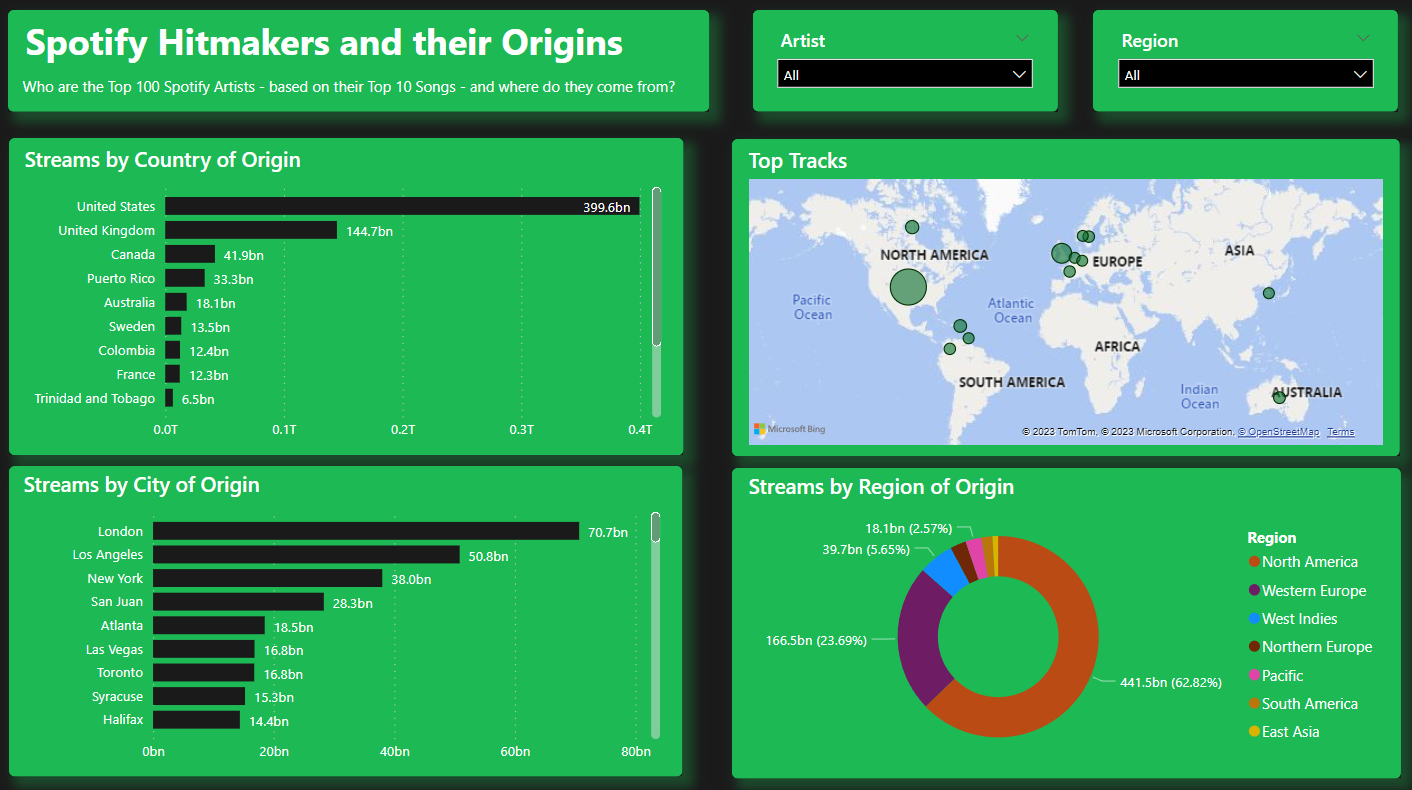 Spotify Hitmakers and their Origins
Who are the Top 100 Spotify Artists - based on their Top 10 Songs - and where do they come from?
Artist
All
Region
All
Streams by Country of Origin
United States 399.6bn
United Kingdom 144.7bn
Canada 41.9bn
Puerto Rico 33.3bn
Australia 18.1bn
Sweden 13.5bn
Colombia 12.4bn
France 12.3bn
Trinidad and Tobago 6.5bn
0.0T 0.1T 0.2T 0.3T 0.4T
Top Tracks
NORTH AMERICA
EUROPE
ASIA
Pacific
Ocean
Atlantic
Ocean
AFRICA
SOUTH AMERICA
Indian
Ocean
AUSTRALIA
Microsoft Bing
© 2023 TomTom, © 2023 Microsoft Corporation, © OpenStreetMap Terms
Streams by City of Origin
London 70.7bn
Los Angeles 50.8bn
New York 38.0bn
San Juan 28.3bn
Atlanta 18.5bn
Las Vegas 16.8bn
Toronto 16.8bn
Syracuse 15.3bn
Halifax 14.4bn
0bn 20bn 40bn 60bn 80bn
Streams by Region of Origin
18.1bn (2.57%)
39.7bn (5.65%)
166.5bn (23.69%)
441.5bn (62.82%)
Region
North America
Western Europe
West Indies
Northern Europe
Pacific
South America
East Asia